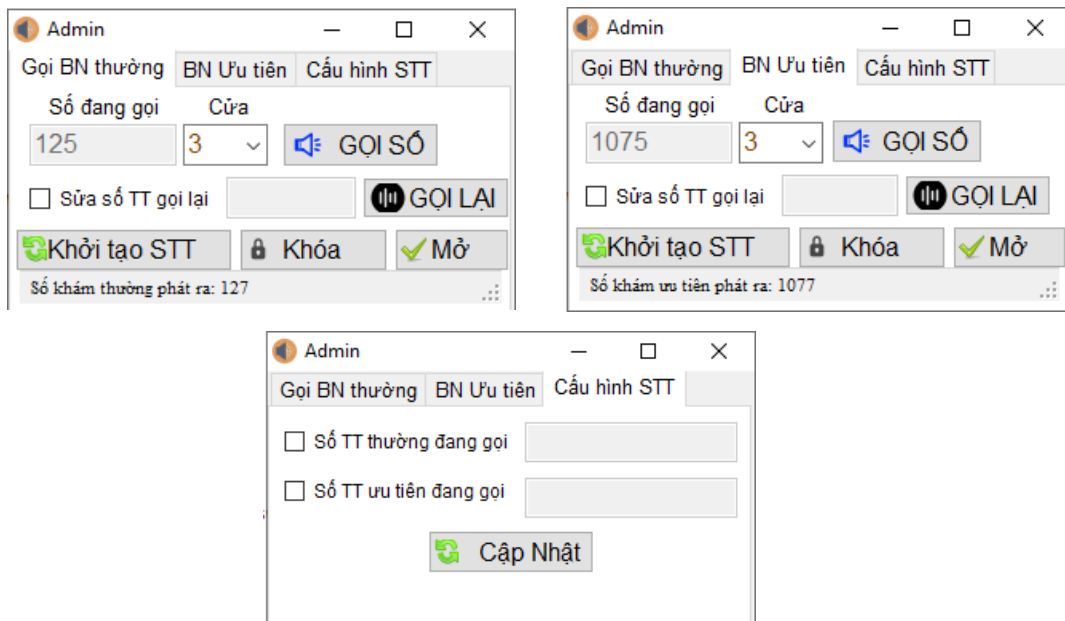 Admin
Gọi BN thường BN Ưu tiên Cấu hình STT
Số đang gọi Cửa
125 3 GỌI SỐ
Sửa số TT gọi lại GỌI LẠI
Khởi tạo STT Khóa Mở
Số khám thường phát ra: 127
Admin
Gọi BN thường BN Ưu tiên Cấu hình STT
Số đang gọi Cửa
1075 3 GỌI SỐ
Sửa số TT gọi lại GỌI LẠI
Khởi tạo STT Khóa Mở
Số khám ưu tiên phát ra: 1077
Admin
Gọi BN thường BN Ưu tiên Cấu hình STT
Số TT thường đang gọi
Số TT ưu tiên đang gọi
Cập Nhật